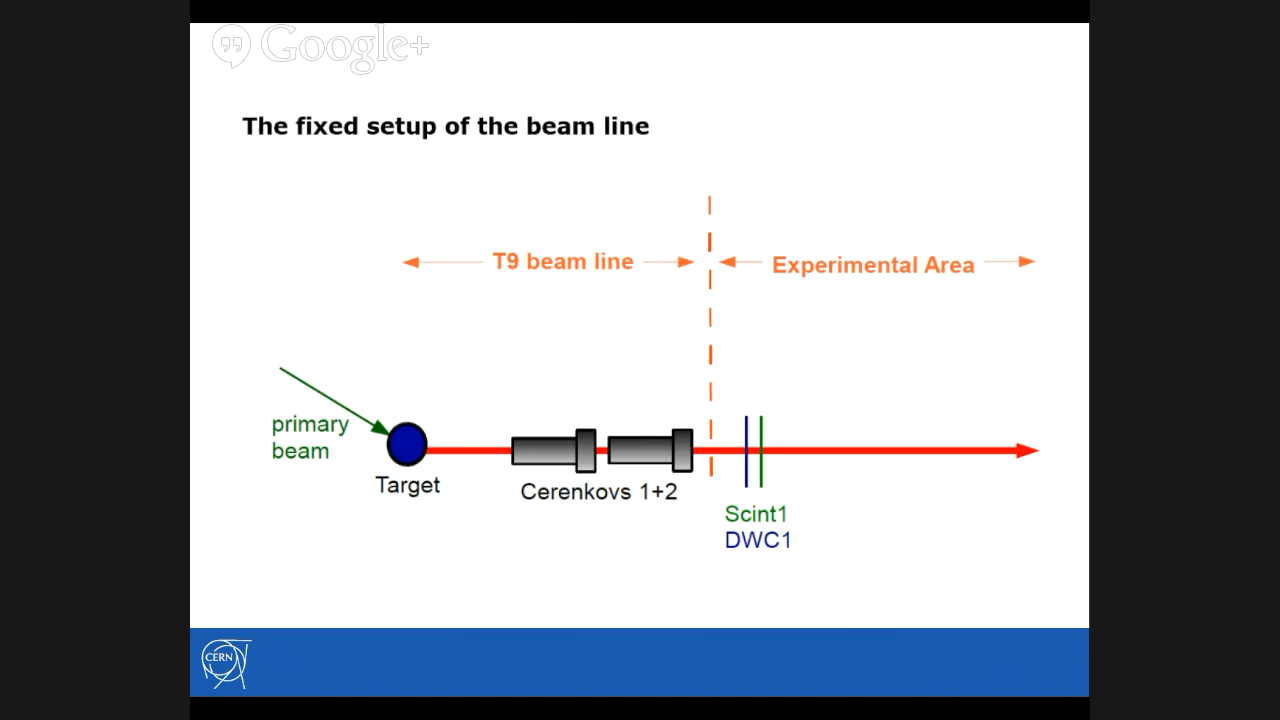 Google+
The fixed setup of the beam line
T9 beam line
Experimental Area
primary
beam
Target
Cerenkovs 1+2
Scint1
DWC1
CERN